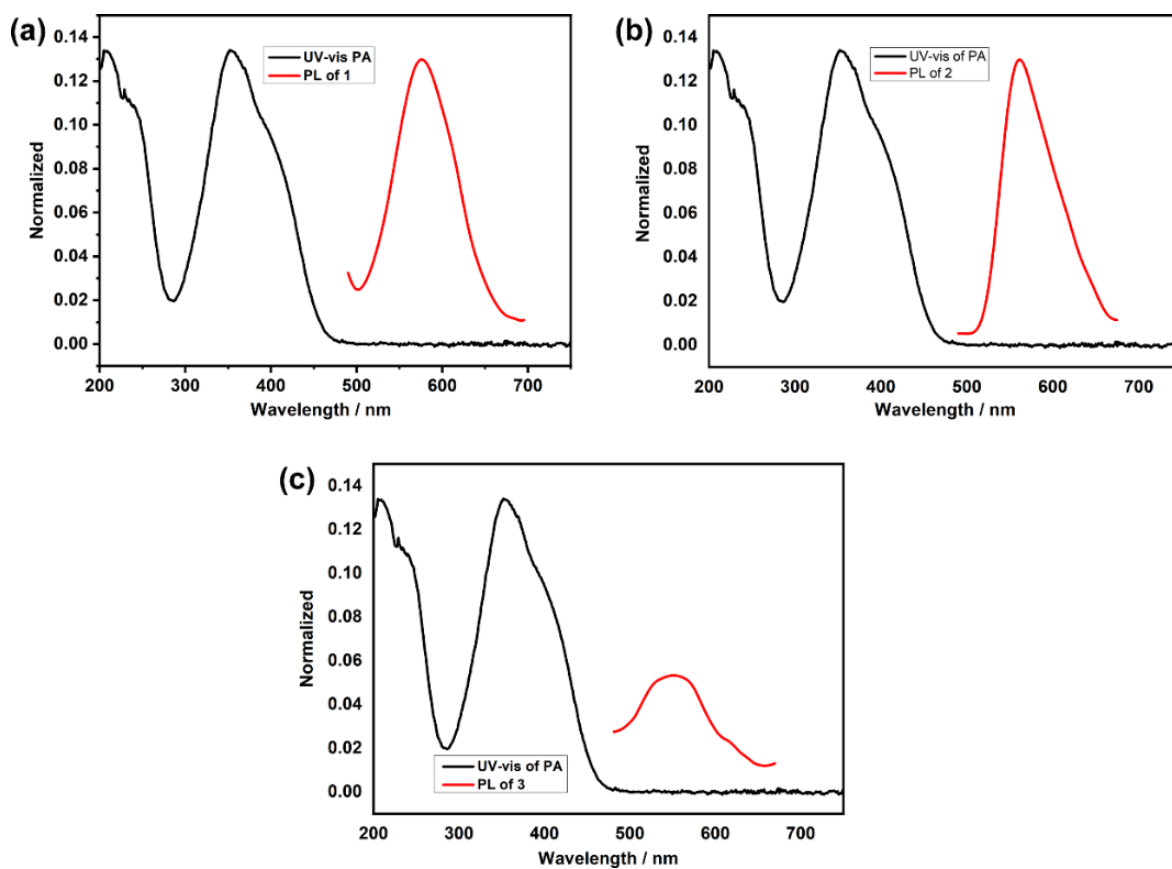 (a)
UV-vis PA
PL of 1
Normalized
0.14
0.12
0.10
0.08
0.06
0.04
0.02
0.00
200 300 400 500 600 700
Wavelength / nm
(b)
UV-vis of PA
PL of 2
Normalized
0.14
0.12
0.10
0.08
0.06
0.04
0.02
0.00
200 300 400 500 600 700
Wavelength / nm
(c)
Normalized
0.14
0.12
0.10
0.08
0.06
0.04
0.02
0.00
UV-vis of PA
PL of 3
200 300 400 500 600 700
Wavelength / nm